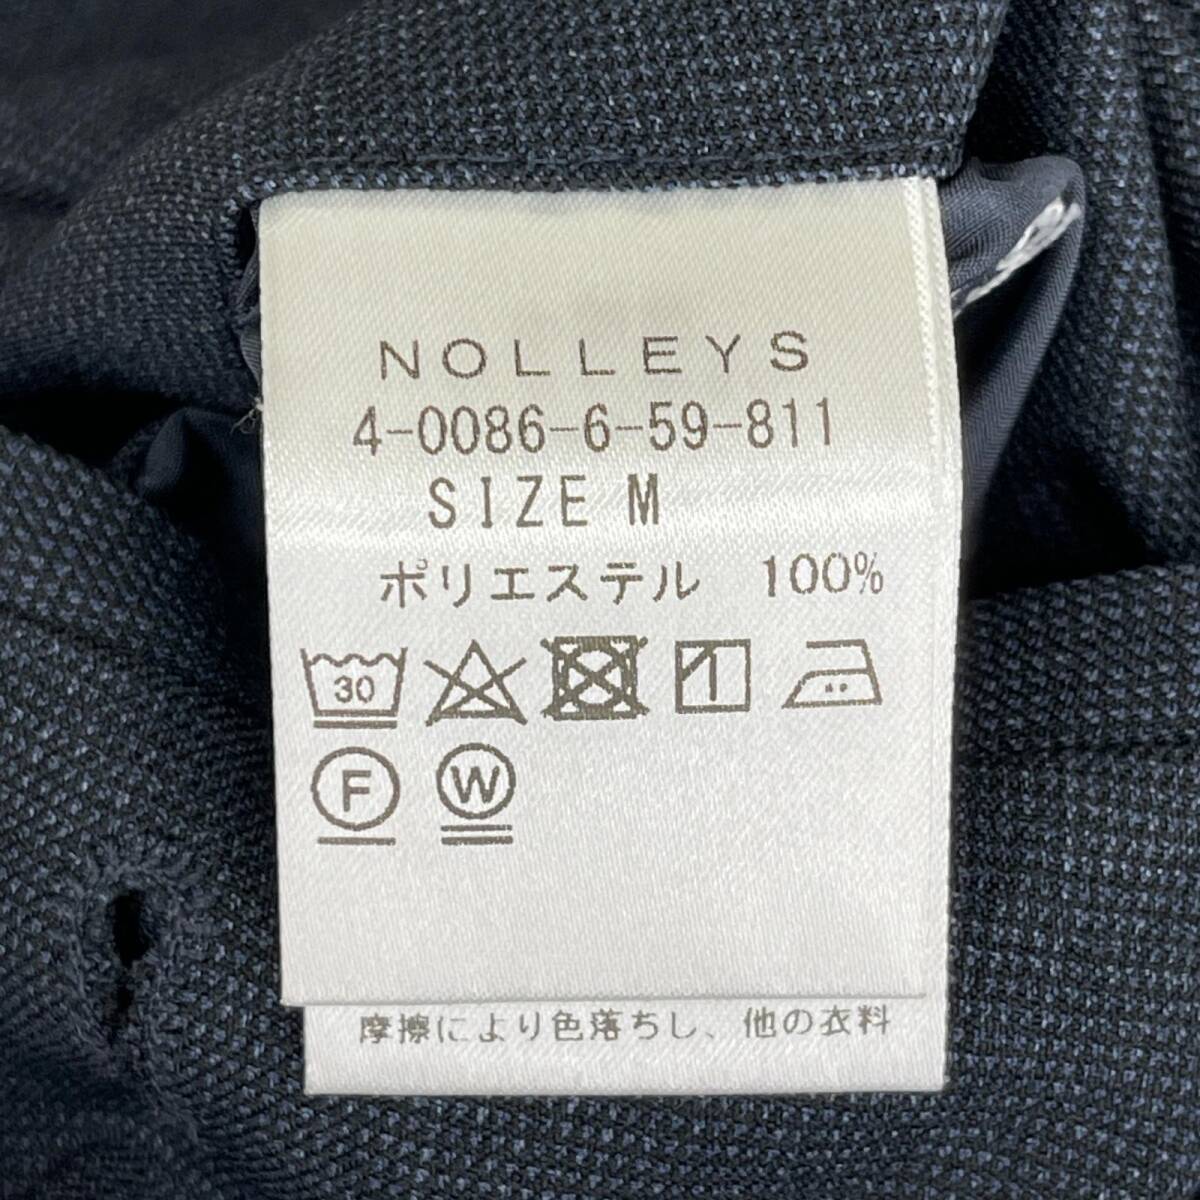 NOLLEYS
4-0086-6-59-811
SIZE M
ポリエステル 100%
30
F W
摩擦により色落ちし、他の衣料